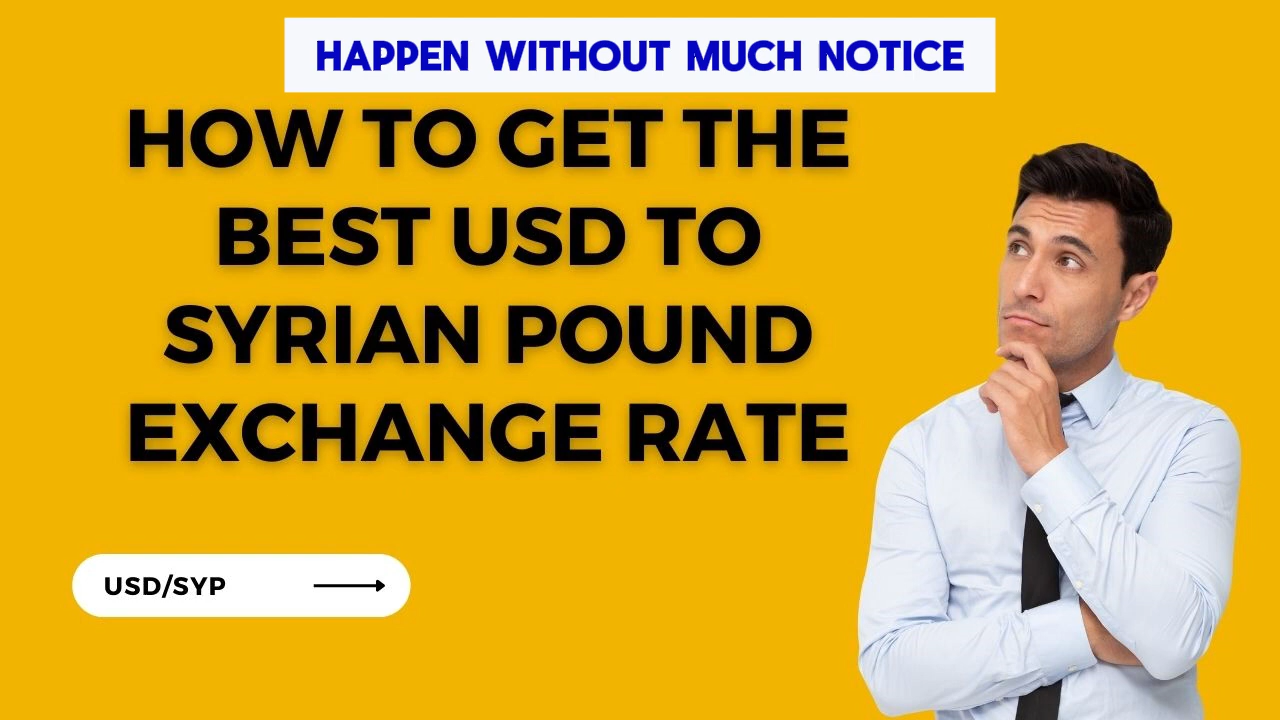 HAPPEN WITHOUT MUCH NOTICE
HOW TO GET THE
BEST USD TO
SYRIAN POUND
EXCHANGE RATE
USD/SYP